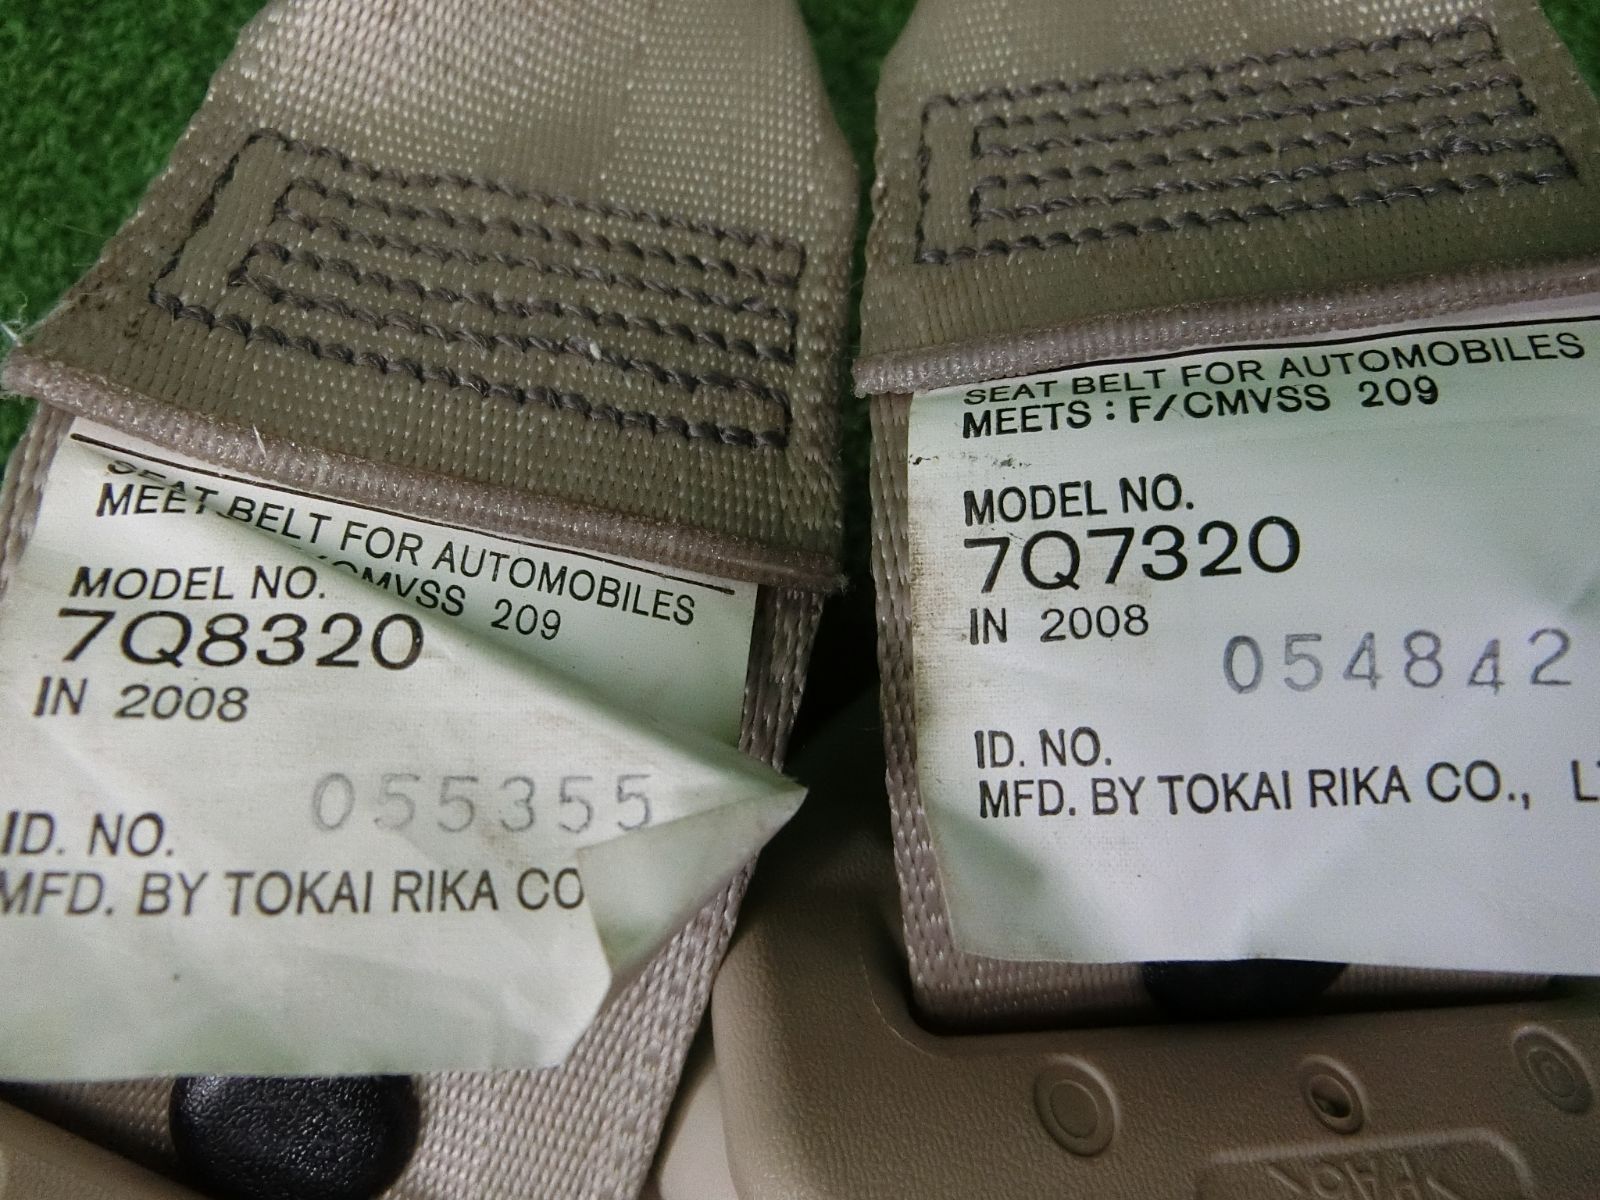 SEAT BELT FOR AUTOMOBILES
MEET F/CMVSS 209
MODEL NO.
7Q8320
IN 2008
055355
ID. NO.
MFD. BY TOKAI RIKA CO
SEAT BELT FOR AUTOMOBILES
MEETS : F/CMVSS 209
MODEL NO.
7Q7320
IN 2008
054842
ID. NO.
MFD. BY TOKAI RIKA CO.,